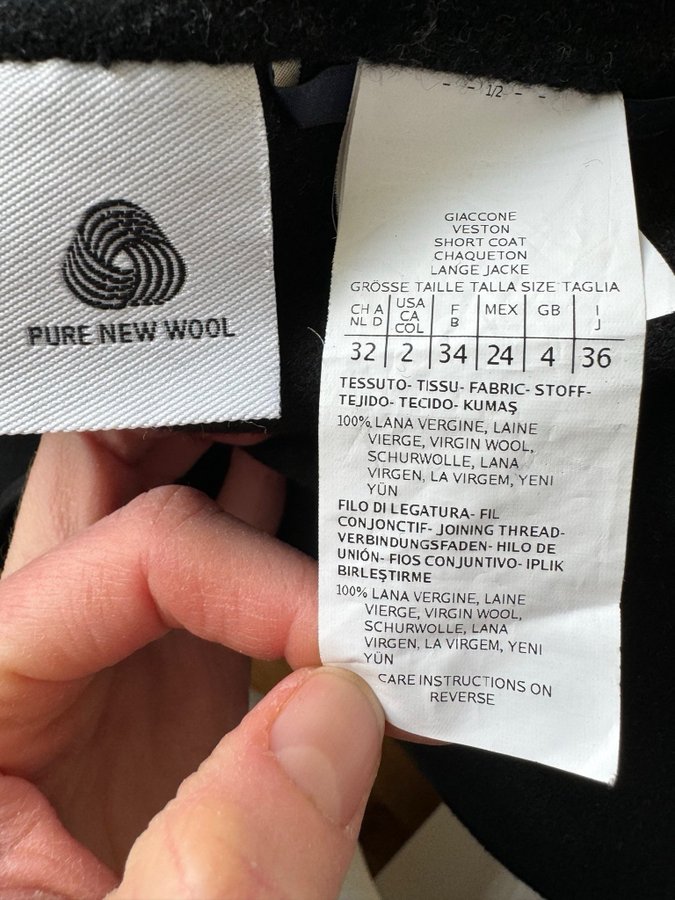 PURE NEW WOOL
- - 1/2 - -
GIACCONE
VESTON
SHORT COAT
CHAQUETON
LANGE JACKE
GRÖSSE TAILLE TALLA SIZE TAGLIA
CH A NL D | USA CA COL | F B | MEX | GB | I J
32 | 2 | 34 | 24 | 4 | 36
TESSUTO- TISSU- FABRIC- STOFF-
TEJIDO- TECIDO- KUMAŞ
100% LANA VERGINE, LAINE
VIERGE, VIRGIN WOOL,
SCHURWOLLE, LANA
VIRGEN, LA VIRGEM, YENI
YÜN
FILO DI LEGATURA- FIL
CONJONCTIF- JOINING THREAD-
VERBINDUNGSFADEN- HILO DE
UNIÓN- FIOS CONJUNTIVO- IPLIK
BIRLEŞTIRME
100% LANA VERGINE, LAINE
VIERGE, VIRGIN WOOL,
SCHURWOLLE, LANA
VIRGEN, LA VIRGEM, YENI
YÜN
CARE INSTRUCTIONS ON
REVERSE